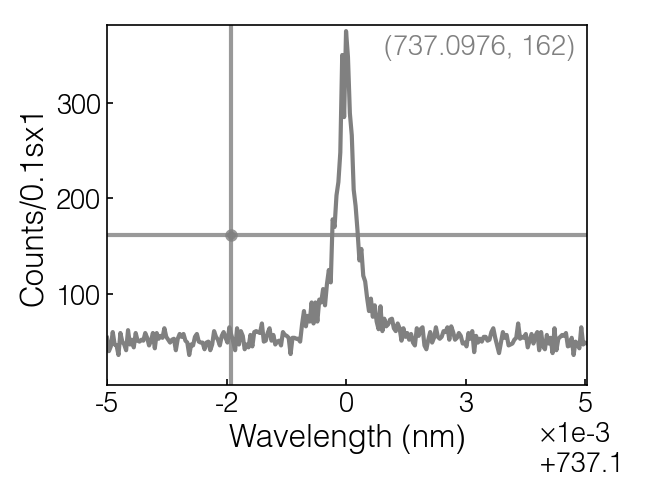 (737.0976, 162)
Counts/0.1sx1
300
200
100
-5 -2 0 3 5
Wavelength (nm)
×1e-3
+737.1